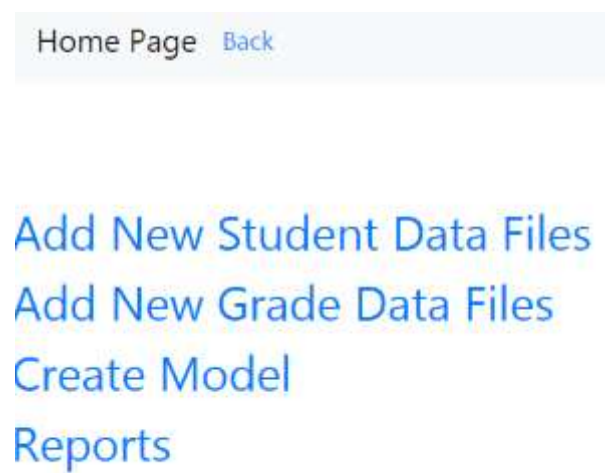 Home Page Back
Add New Student Data Files
Add New Grade Data Files
Create Model
Reports